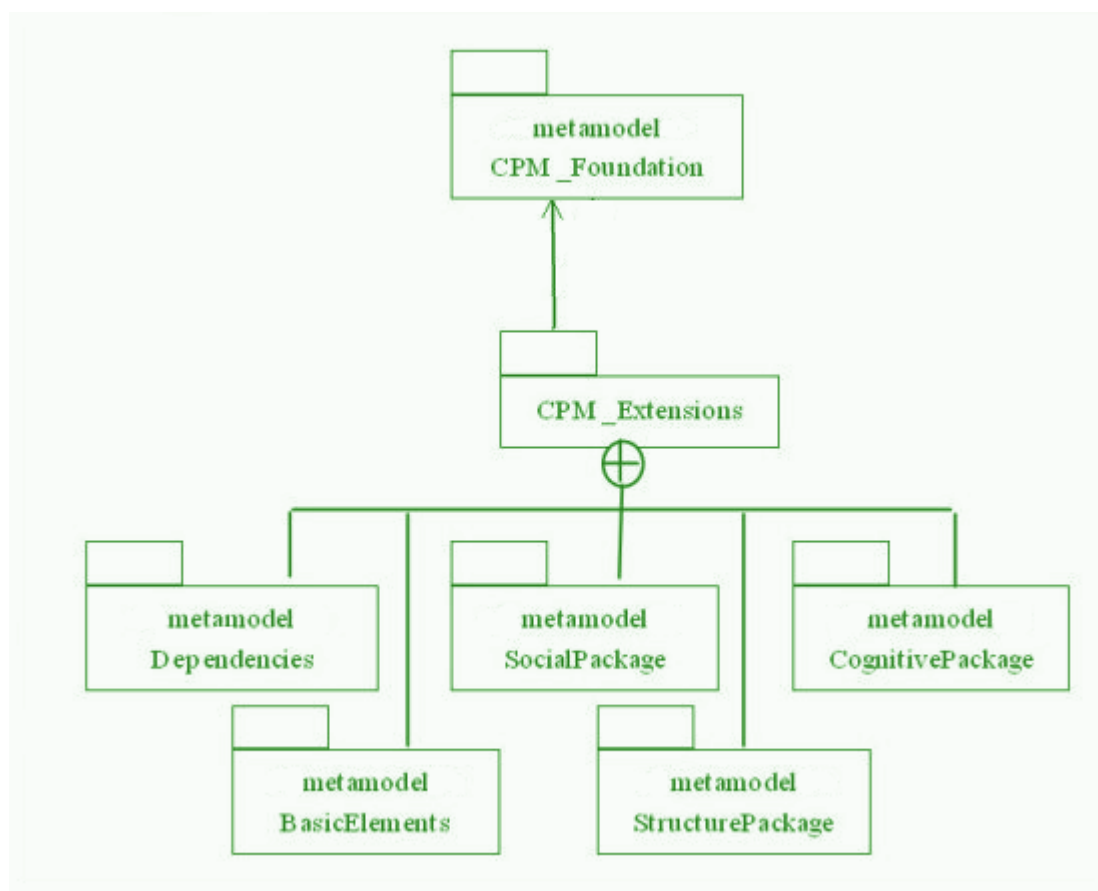 metamodel
CPM _Foundation
CPM _Extensions
metamodel
Dependencies
metamodel
SocialPackage
metamodel
CognitivePackage
metamodel
BasicElements
metamodel
StructurePackage